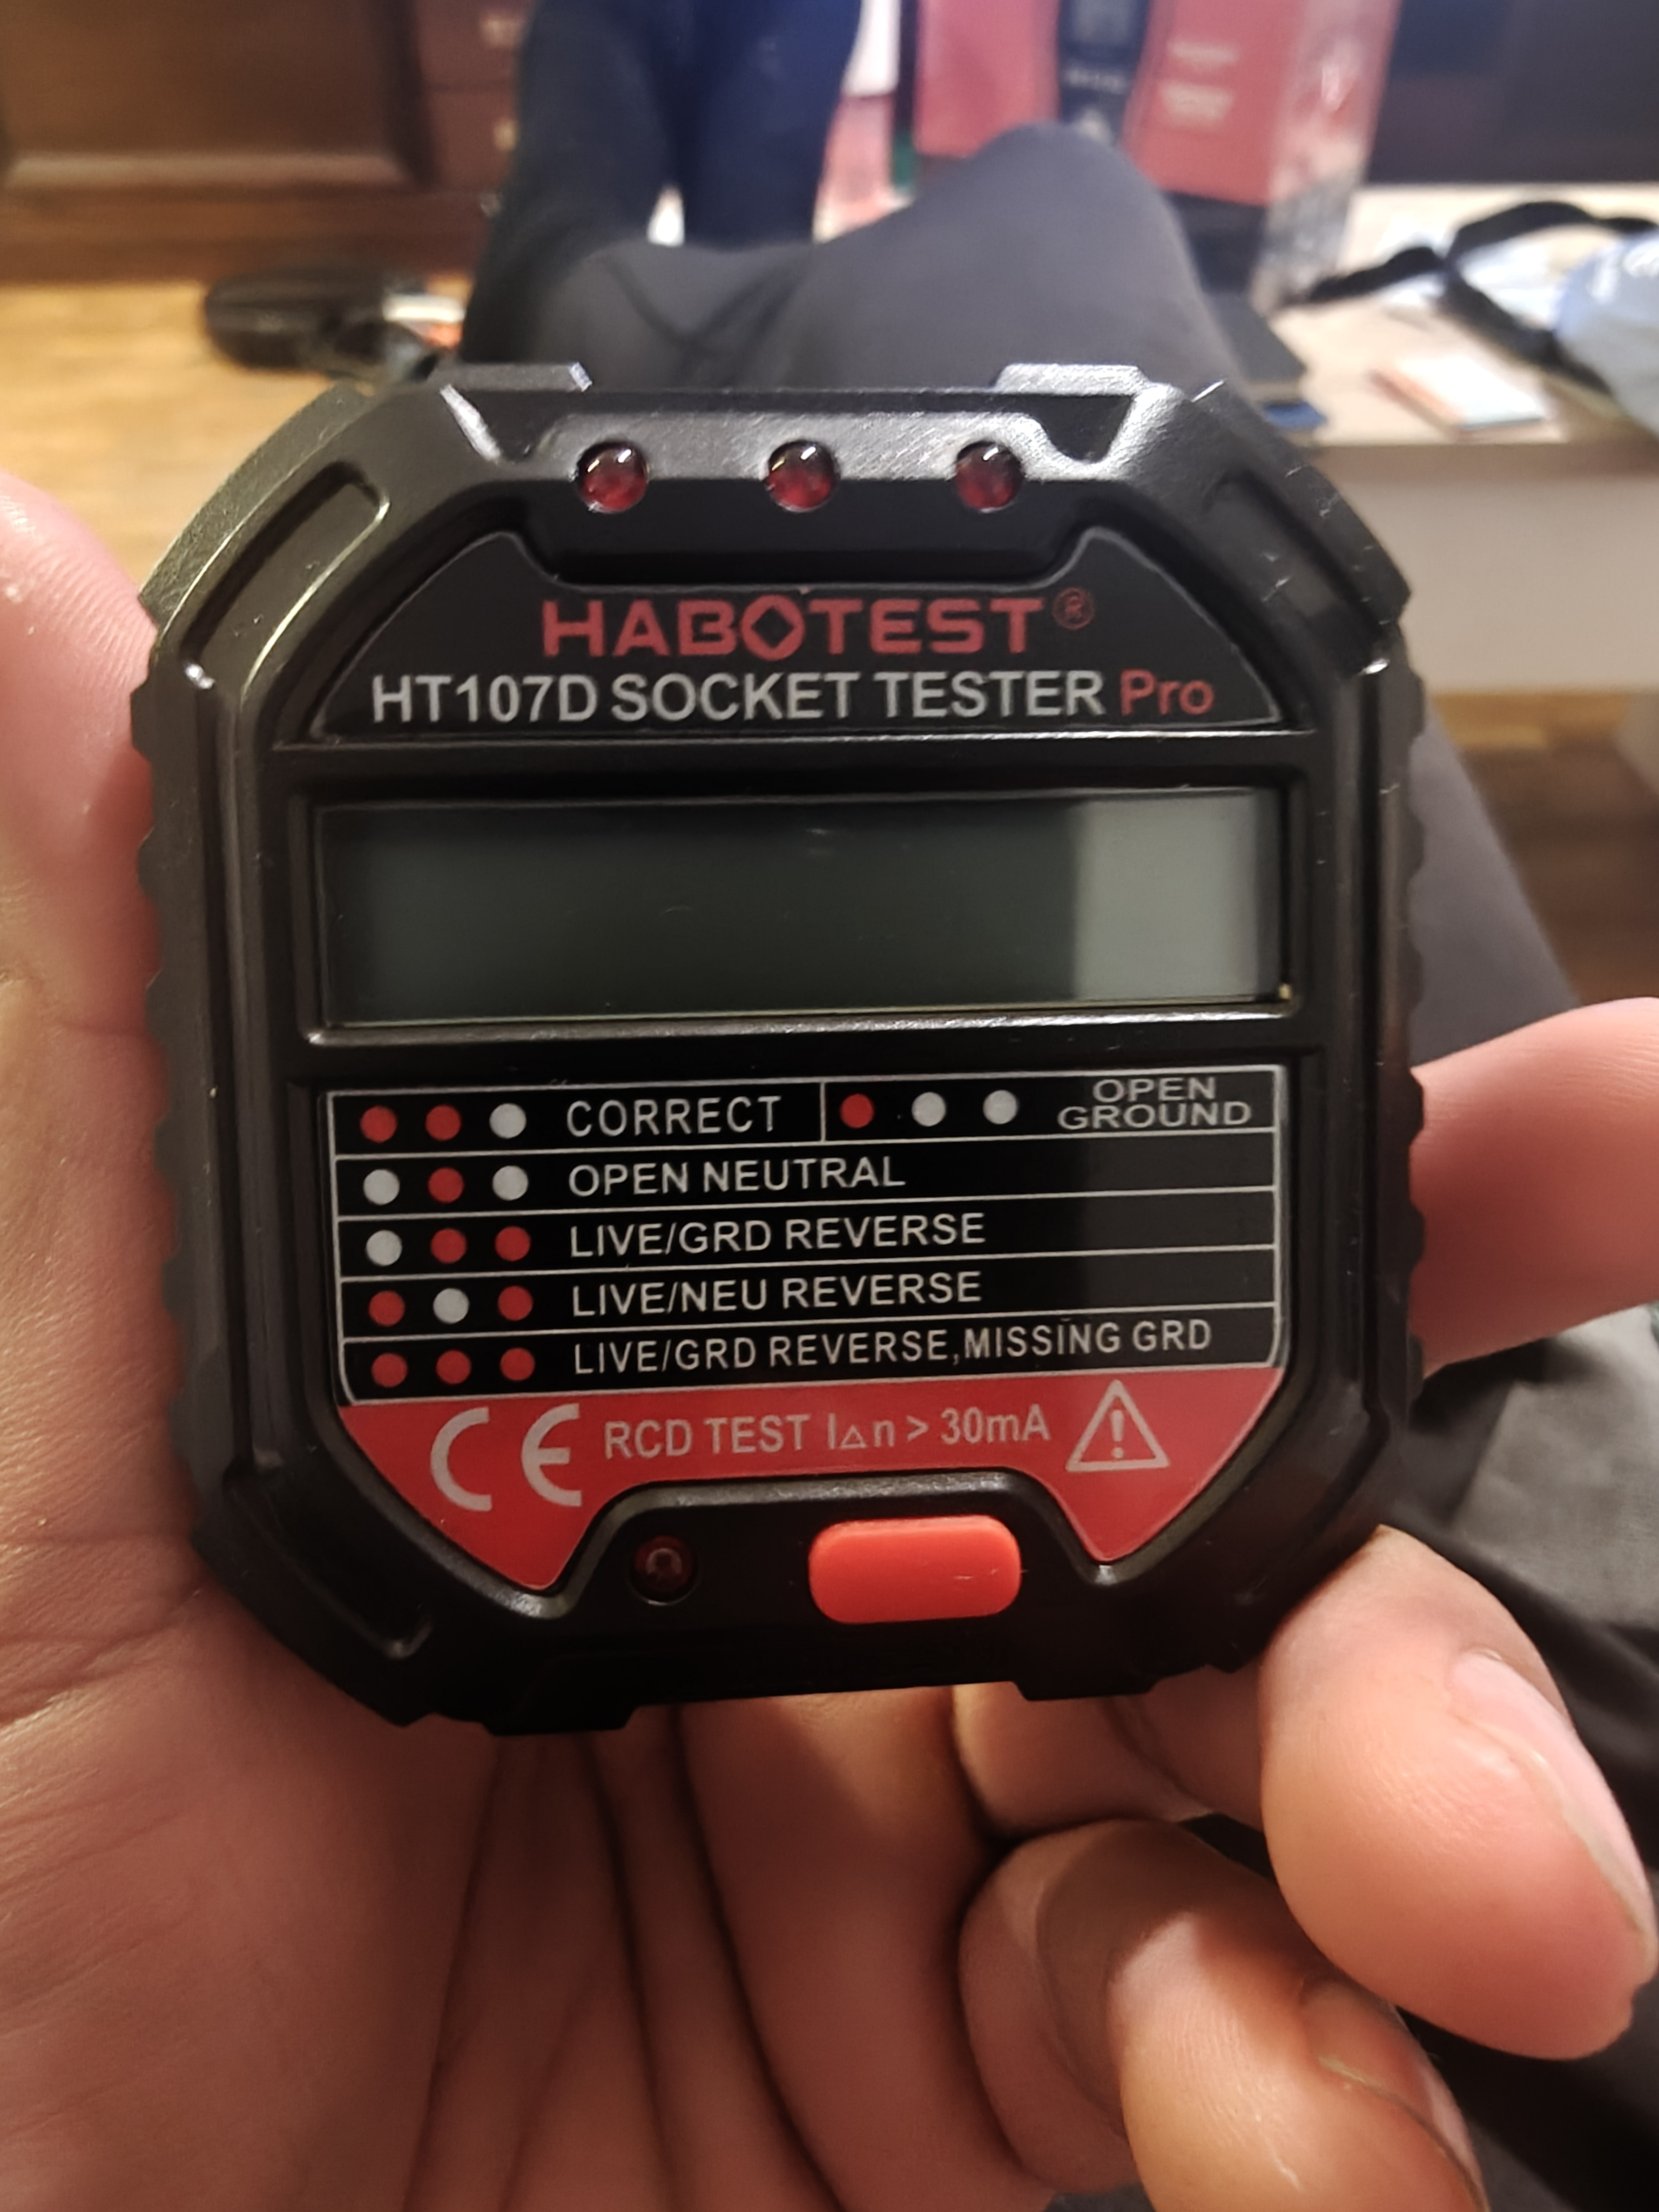 HABOTEST®
HT107D SOCKET TESTER Pro
CORRECT
OPEN
GROUND
OPEN NEUTRAL
LIVE/GRD REVERSE
LIVE/NEU REVERSE
LIVE/GRD REVERSE,MISSING GRD
CE RCD TEST I△n > 30mA